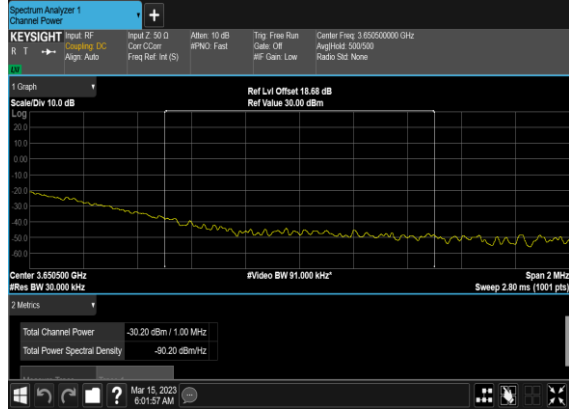 Spectrum Analyzer 1
Channel Power
+
KEYSIGHT
R T
Input: RF
Coupling: DC
Align: Auto
Input Z: 50 Ω
Corr CCorr
Freq Ref: Int (S)
Atten: 10 dB
#PNO: Fast
Trig: Free Run
Gate: Off
#IF Gain: Low
Center Freq: 3.650500000 GHz
Avg|Hold: 500/500
Radio Std: None
1 Graph
Scale/Div 10.0 dB
Ref Lvl Offset 18.68 dB
Ref Value 30.00 dBm
Log
20.0
10.0
0.00
-10.0
-20.0
-30.0
-40.0
-50.0
-60.0
Center 3.650500 GHz
#Video BW 91.000 kHz*
Span 2 MHz
#Res BW 30.000 kHz
Sweep 2.80 ms (1001 pts)
2 Metrics
Total Channel Power -30.20 dBm / 1.00 MHz
Total Power Spectral Density -90.20 dBm/Hz
?
Mar 15, 2023
6:01:57 AM